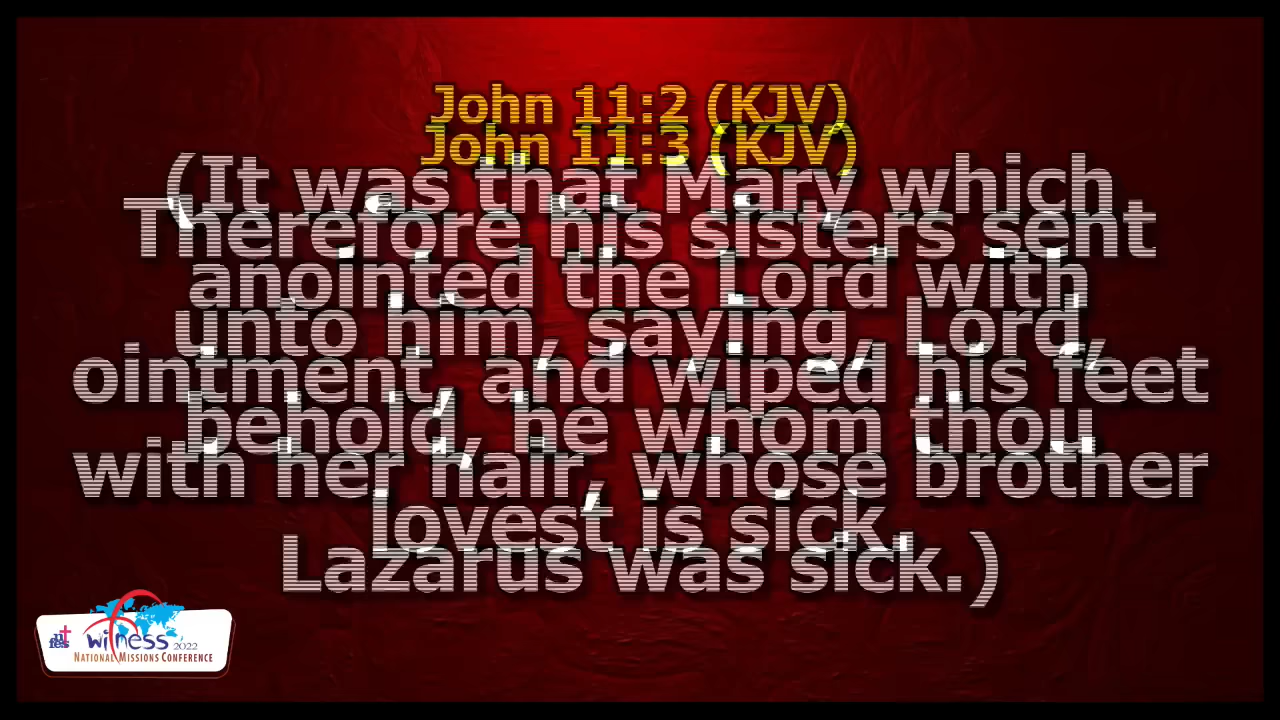 John 11:2 (KJV)
John 11:3 (KJV)
(It was that Mary which
Therefore his sisters sent
anointed the Lord with
unto him, saying, Lord,
ointment, and wiped his feet
behold, he whom thou
with her hair, whose brother
lovest is sick.
Lazarus was sick.)
nifes
witness 2022
NATIONAL MISSIONS CONFERENCE